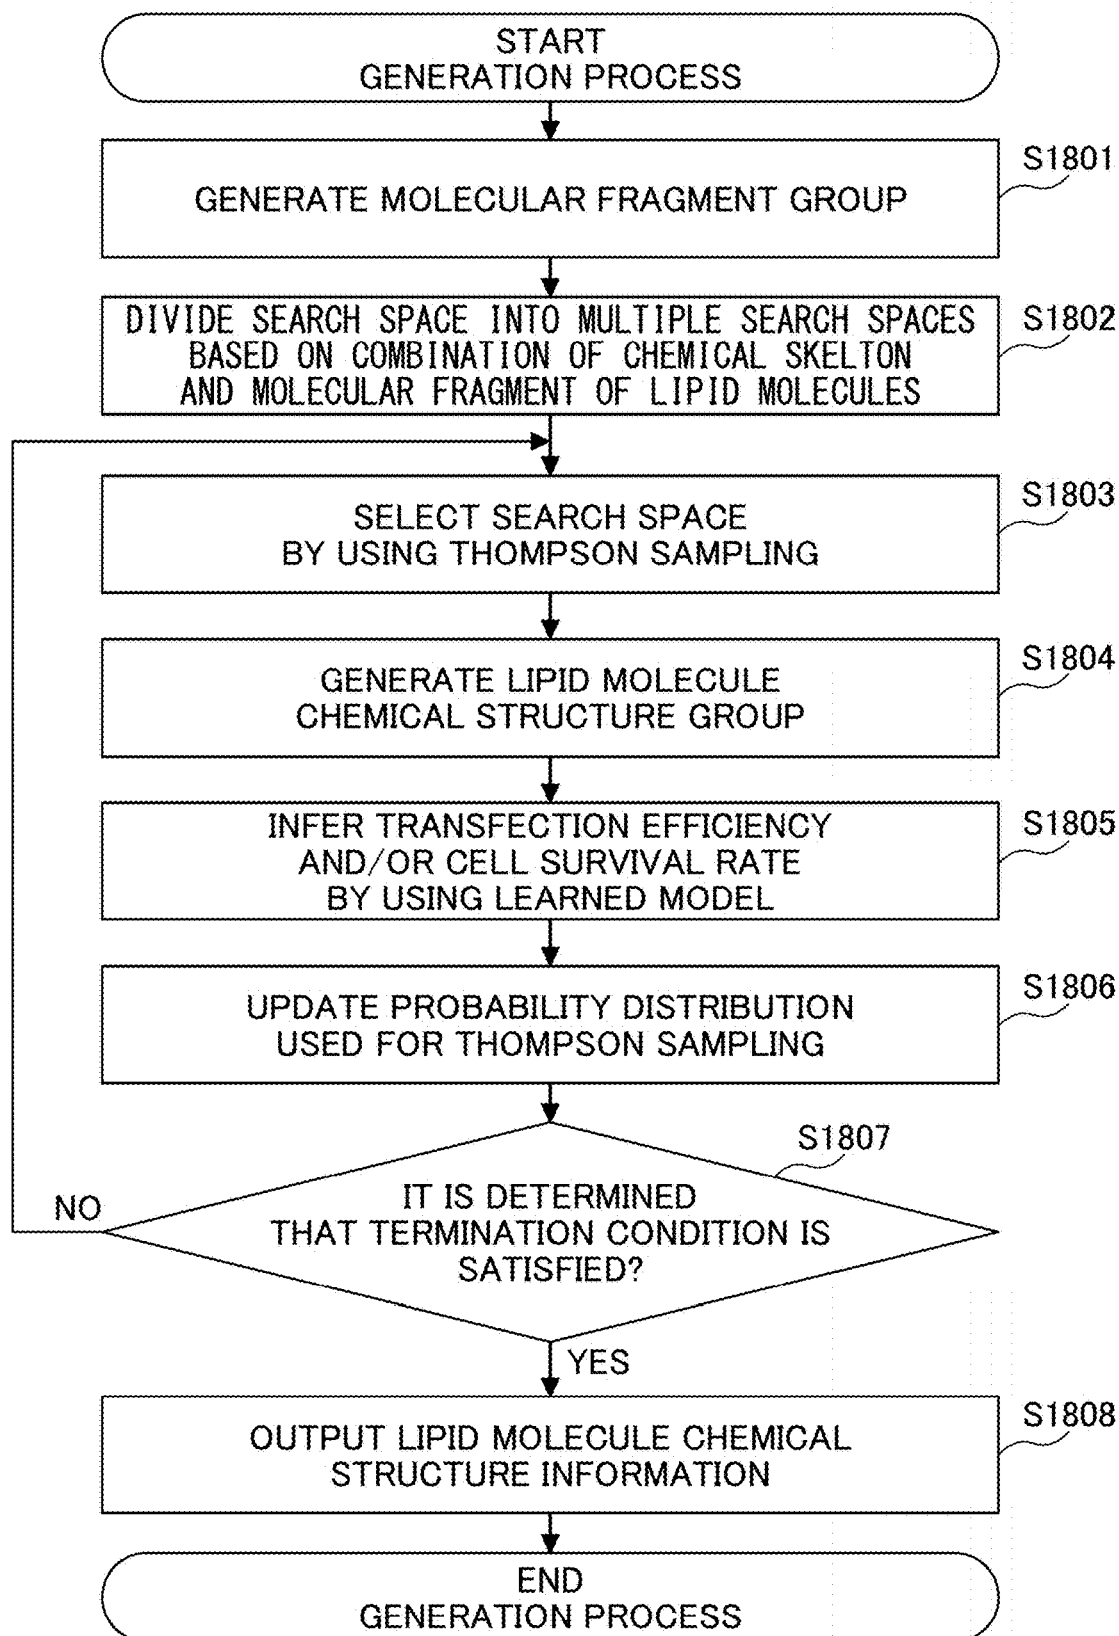 START
GENERATION PROCESS
S1801
GENERATE MOLECULAR FRAGMENT GROUP
S1802
DIVIDE SEARCH SPACE INTO MULTIPLE SEARCH SPACES
BASED ON COMBINATION OF CHEMICAL SKELTON
AND MOLECULAR FRAGMENT OF LIPID MOLECULES
S1803
SELECT SEARCH SPACE
BY USING THOMPSON SAMPLING
S1804
GENERATE LIPID MOLECULE
CHEMICAL STRUCTURE GROUP
S1805
INFER TRANSFECTION EFFICIENCY
AND/OR CELL SURVIVAL RATE
BY USING LEARNED MODEL
S1806
UPDATE PROBABILITY DISTRIBUTION
USED FOR THOMPSON SAMPLING
S1807
NO
IT IS DETERMINED
THAT TERMINATION CONDITION IS
SATISFIED?
YES
S1808
OUTPUT LIPID MOLECULE CHEMICAL
STRUCTURE INFORMATION
END
GENERATION PROCESS